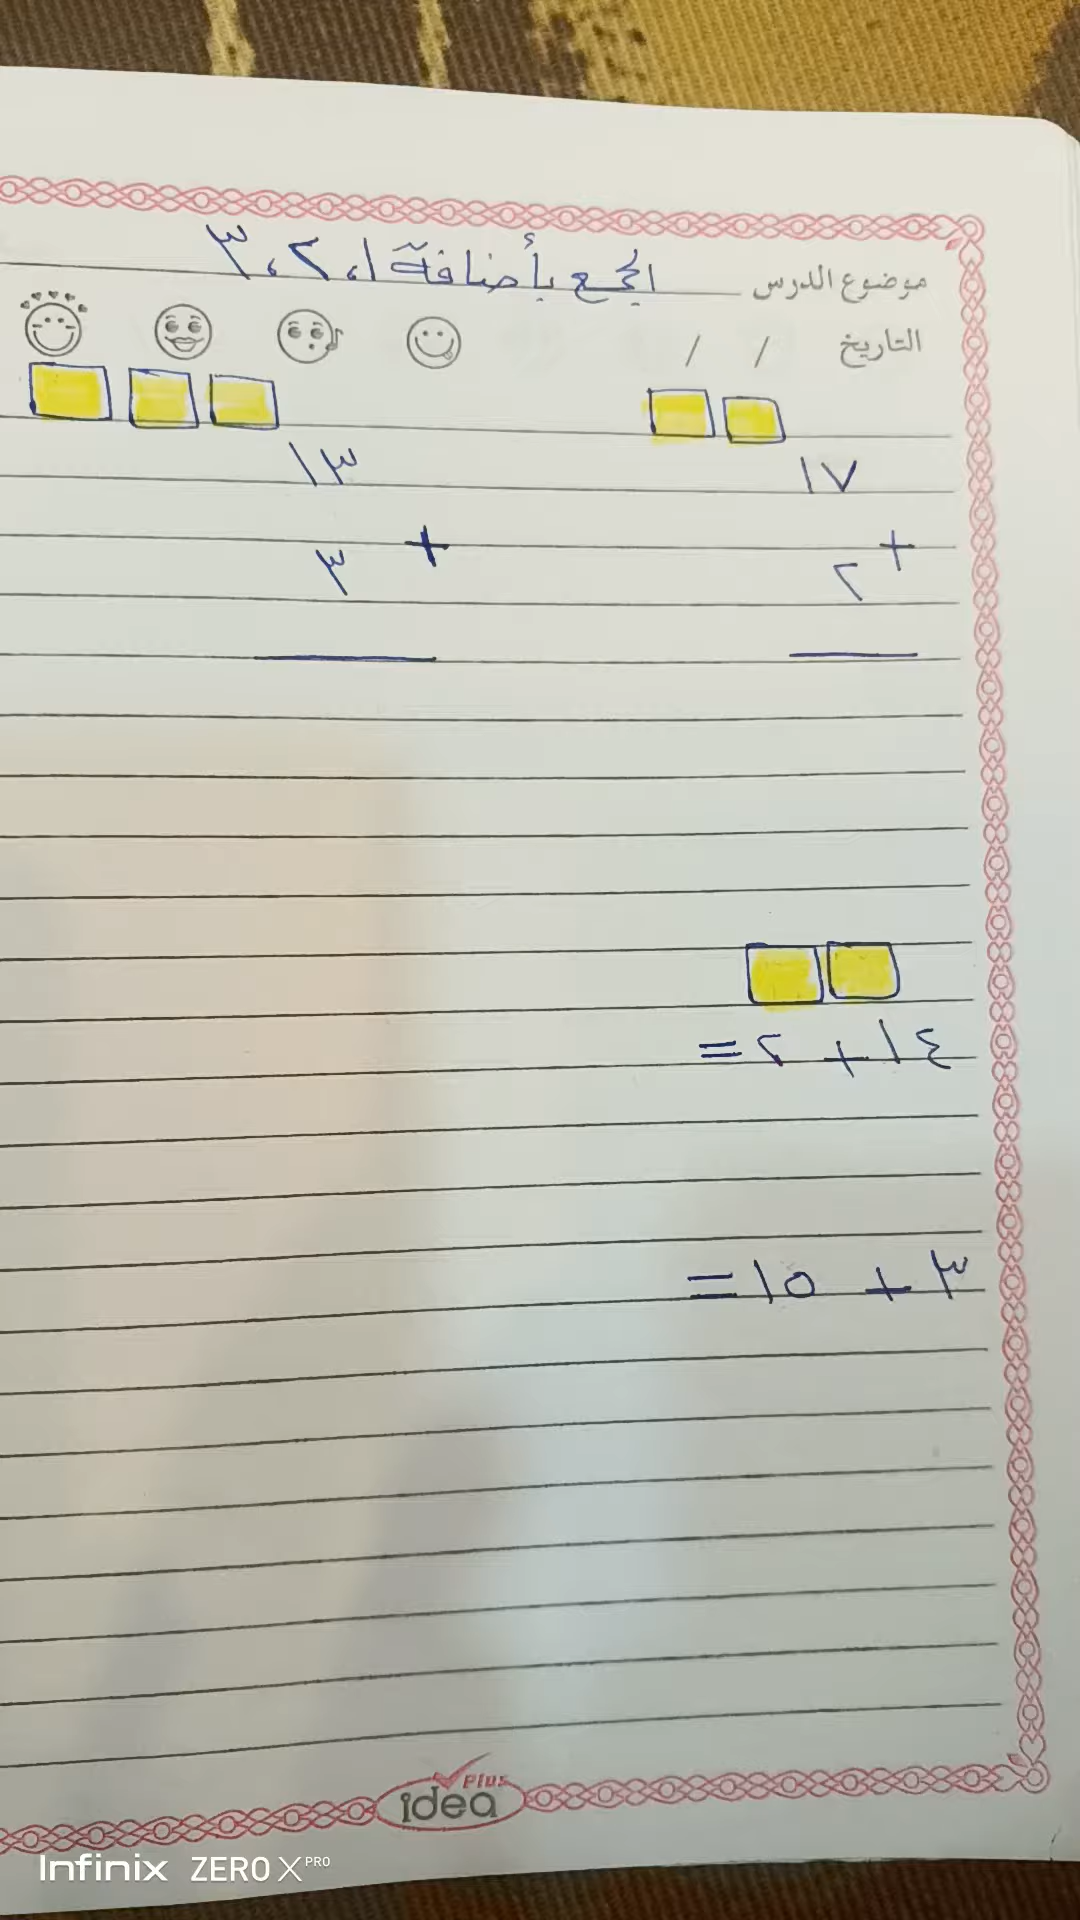 موضوع الدرس الجمع بأضافة ١، ٢، ٣
التاريخ / /
١٧ ١٣
+ +
٢ ٣
١٤ + ٢ =
٣ + ١٥ =
Plus
idea
Infinix ZERO X PRO